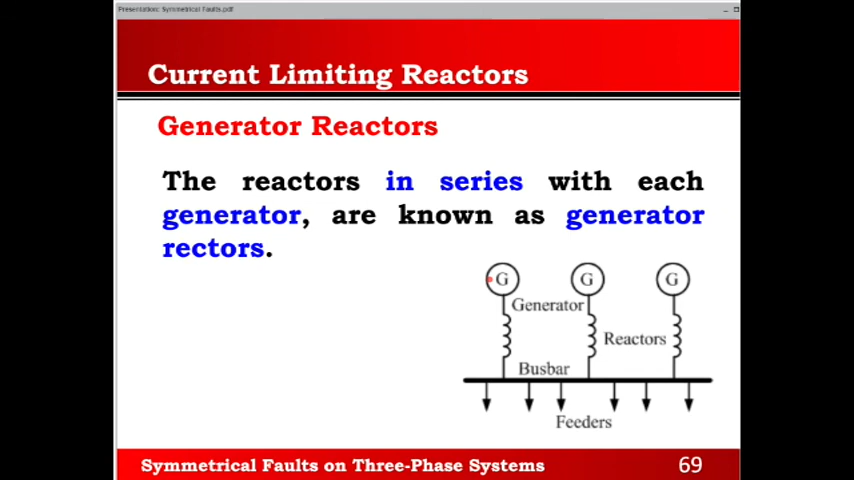 Presentation: Symmetrical Faults.pdf
Current Limiting Reactors
Generator Reactors
The reactors in series with each
generator, are known as generator
rectors.
G G G
Generator
Reactors
Busbar
Feeders
Symmetrical Faults on Three-Phase Systems 69